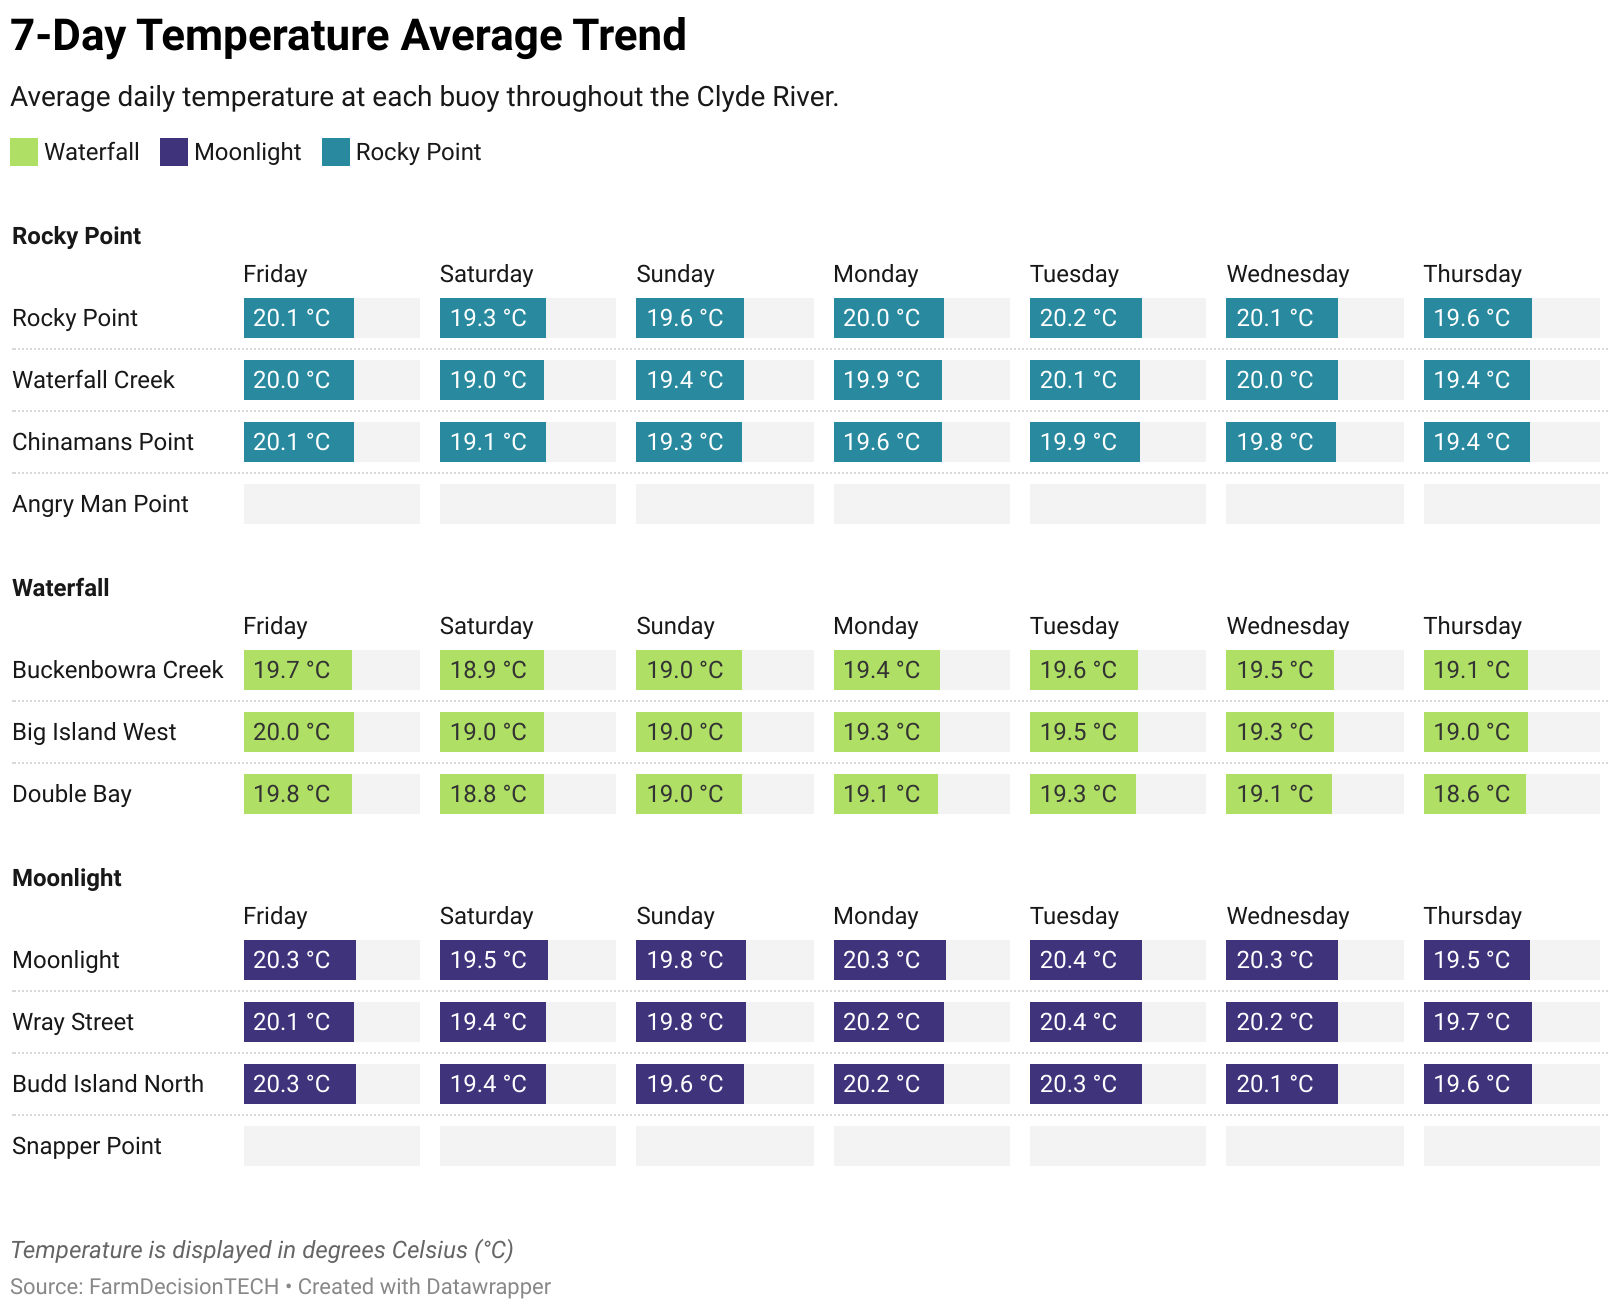 7-Day Temperature Average Trend
Average daily temperature at each buoy throughout the Clyde River.
Waterfall Moonlight Rocky Point
Rocky Point
Friday Saturday Sunday Monday Tuesday Wednesday Thursday
Rocky Point 20.1 °C 19.3 °C 19.6 °C 20.0 °C 20.2 °C 20.1 °C 19.6 °C
Waterfall Creek 20.0 °C 19.0 °C 19.4 °C 19.9 °C 20.1 °C 20.0 °C 19.4 °C
Chinamans Point 20.1 °C 19.1 °C 19.3 °C 19.6 °C 19.9 °C 19.8 °C 19.4 °C
Angry Man Point
Waterfall
Friday Saturday Sunday Monday Tuesday Wednesday Thursday
Buckenbowra Creek 19.7 °C 18.9 °C 19.0 °C 19.4 °C 19.6 °C 19.5 °C 19.1 °C
Big Island West 20.0 °C 19.0 °C 19.0 °C 19.3 °C 19.5 °C 19.3 °C 19.0 °C
Double Bay 19.8 °C 18.8 °C 19.0 °C 19.1 °C 19.3 °C 19.1 °C 18.6 °C
Moonlight
Friday Saturday Sunday Monday Tuesday Wednesday Thursday
Moonlight 20.3 °C 19.5 °C 19.8 °C 20.3 °C 20.4 °C 20.3 °C 19.5 °C
Wray Street 20.1 °C 19.4 °C 19.8 °C 20.2 °C 20.4 °C 20.2 °C 19.7 °C
Budd Island North 20.3 °C 19.4 °C 19.6 °C 20.2 °C 20.3 °C 20.1 °C 19.6 °C
Snapper Point
Temperature is displayed in degrees Celsius (°C)
Source: FarmDecisionTECH • Created with Datawrapper